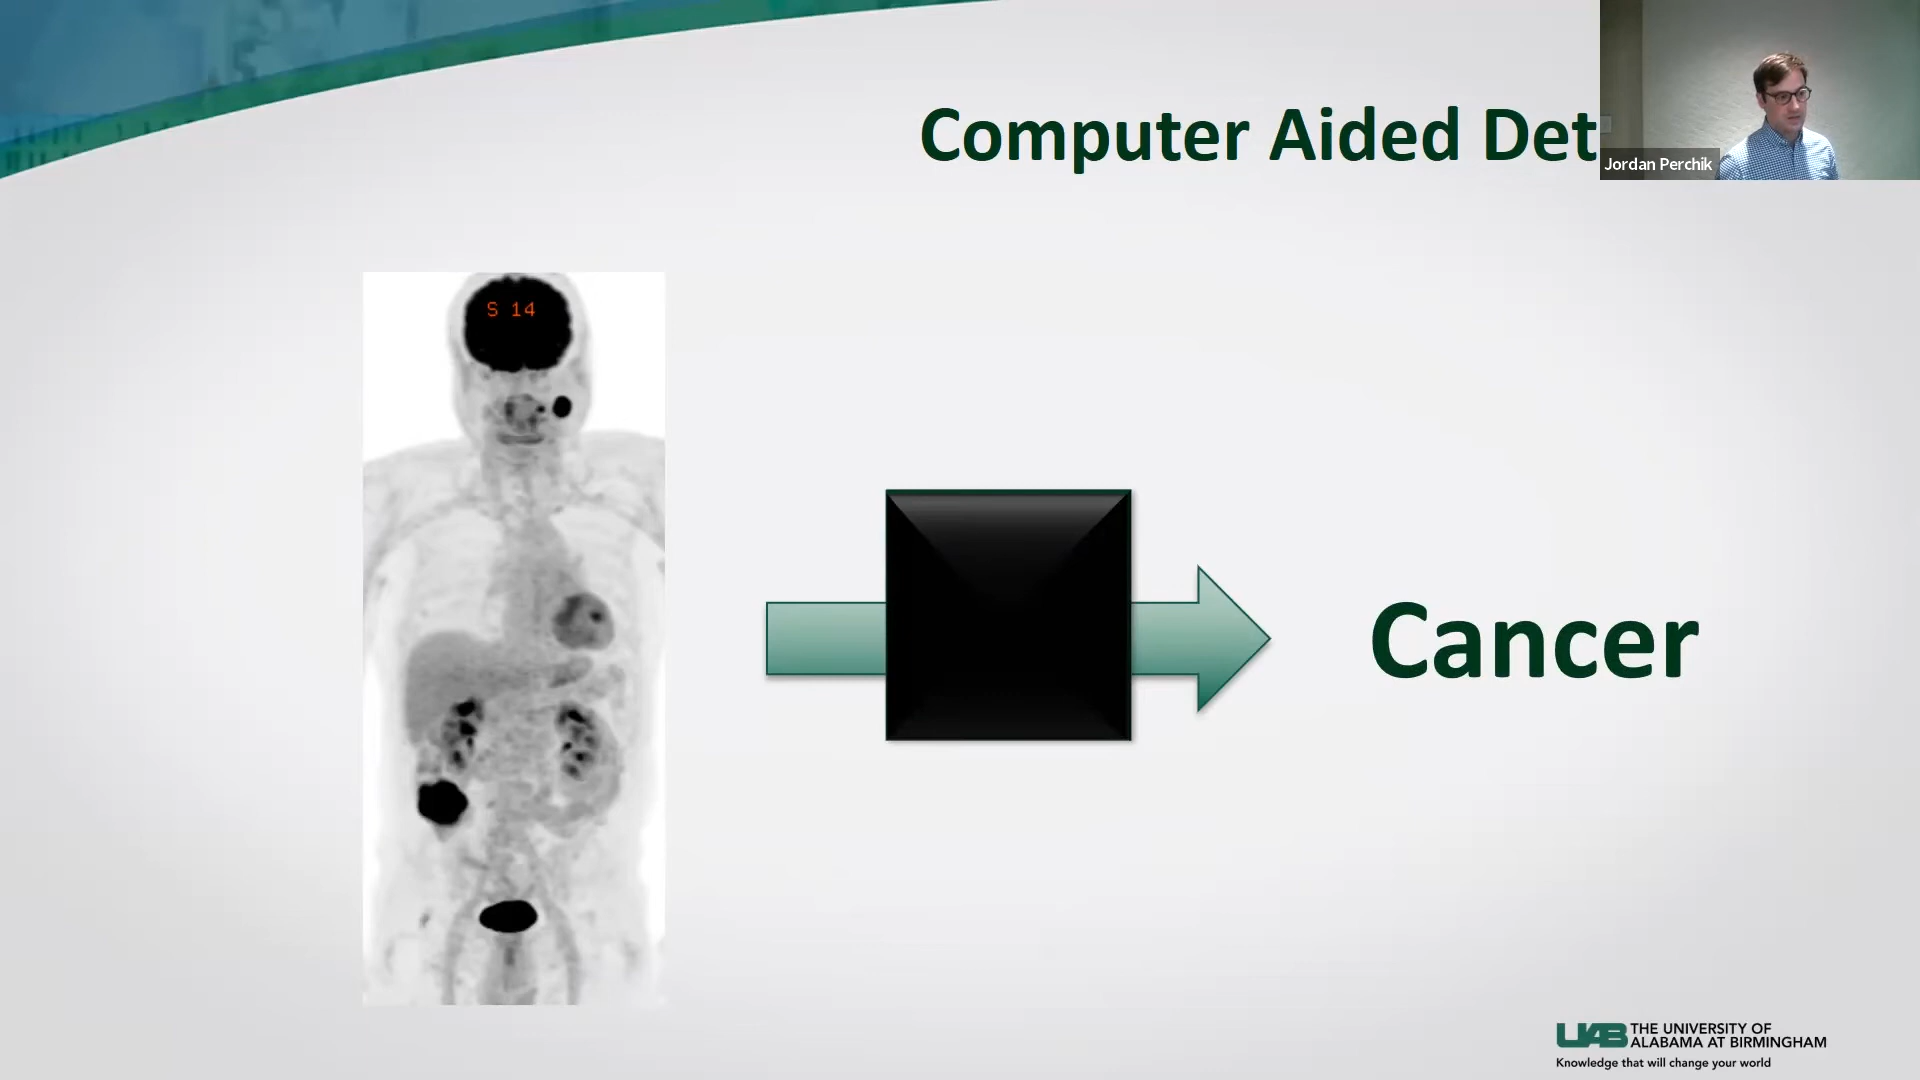 Computer Aided Det
Jordan Perchik
S 14
Cancer
UAB THE UNIVERSITY OF
ALABAMA AT BIRMINGHAM
Knowledge that will change your world